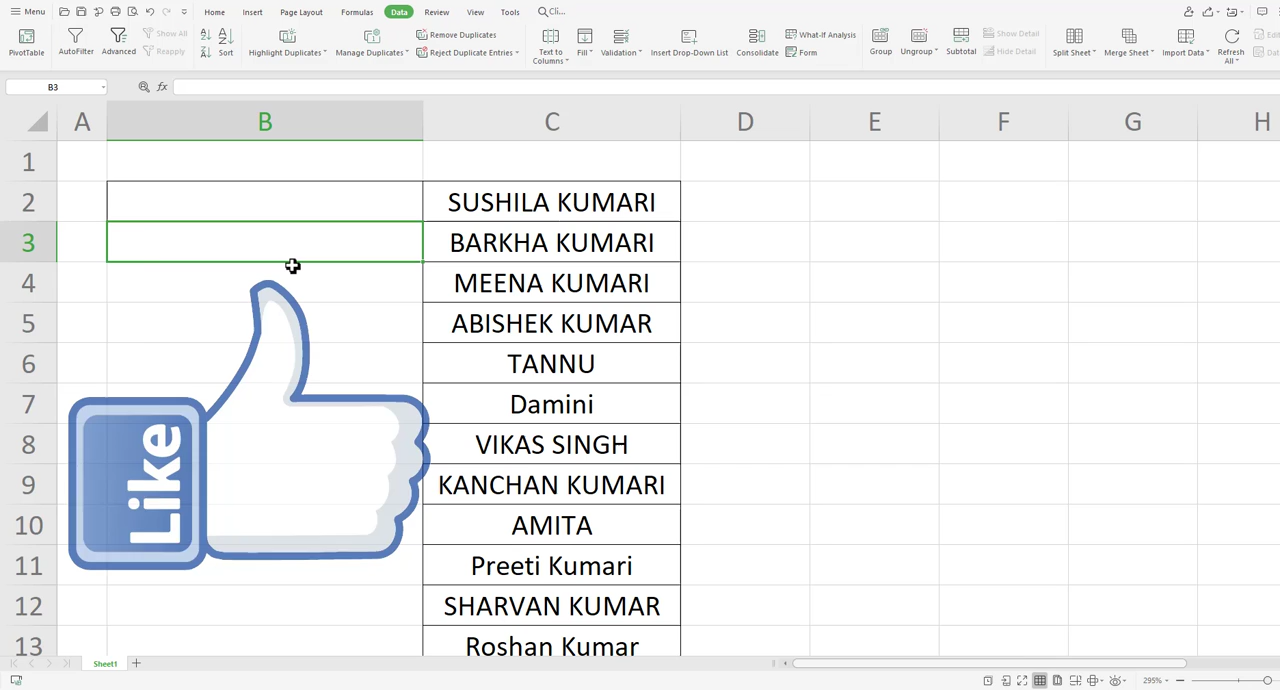 Menu
Home Insert Page Layout Formulas Data Review View Tools Cli...
PivotTable AutoFilter Advanced Show All Reapply Sort Highlight Duplicates Manage Duplicates Remove Duplicates Reject Duplicate Entries Text to Columns Fill Validation Insert Drop-Down List Consolidate What-If Analysis Form Group Ungroup Subtotal Show Detail Hide Detail Split Sheet Merge Sheet Import Data Refresh All
B3 fx
A B C D E F G H
1
2 SUSHILA KUMARI
3 BARKHA KUMARI
4 MEENA KUMARI
5 ABISHEK KUMAR
6 TANNU
7 Damini
8 VIKAS SINGH
9 KANCHAN KUMARI
10 AMITA
11 Preeti Kumari
12 SHARVAN KUMAR
13 Roshan Kumar
Like
Sheet1
295%